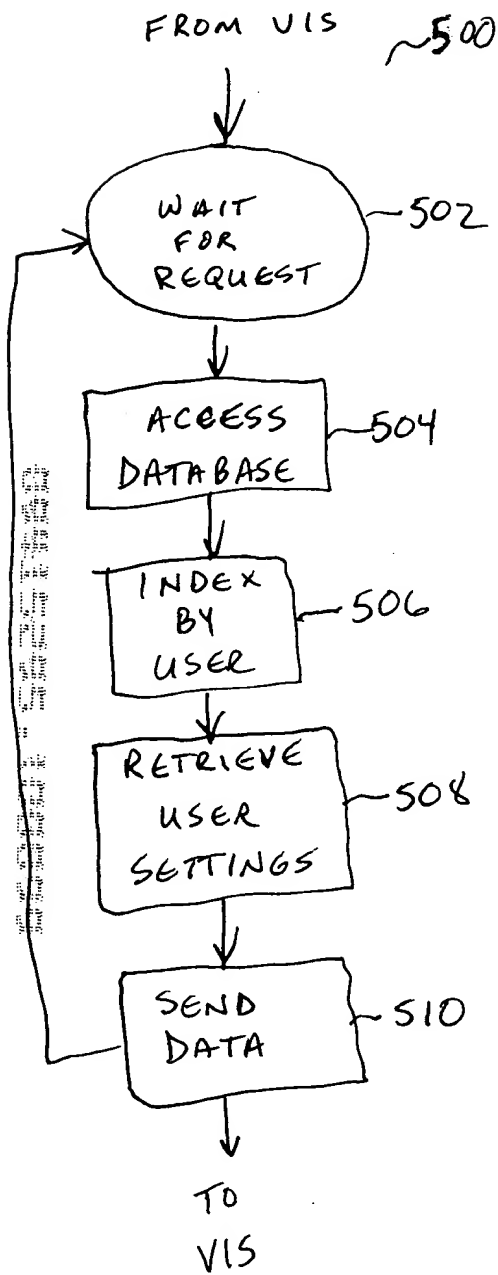 FROM VIS
500
WAIT
FOR
REQUEST
502
ACCESS
DATABASE
504
INDEX
BY
USER
506
RETRIEVE
USER
SETTINGS
508
SEND
DATA
510
TO
VIS